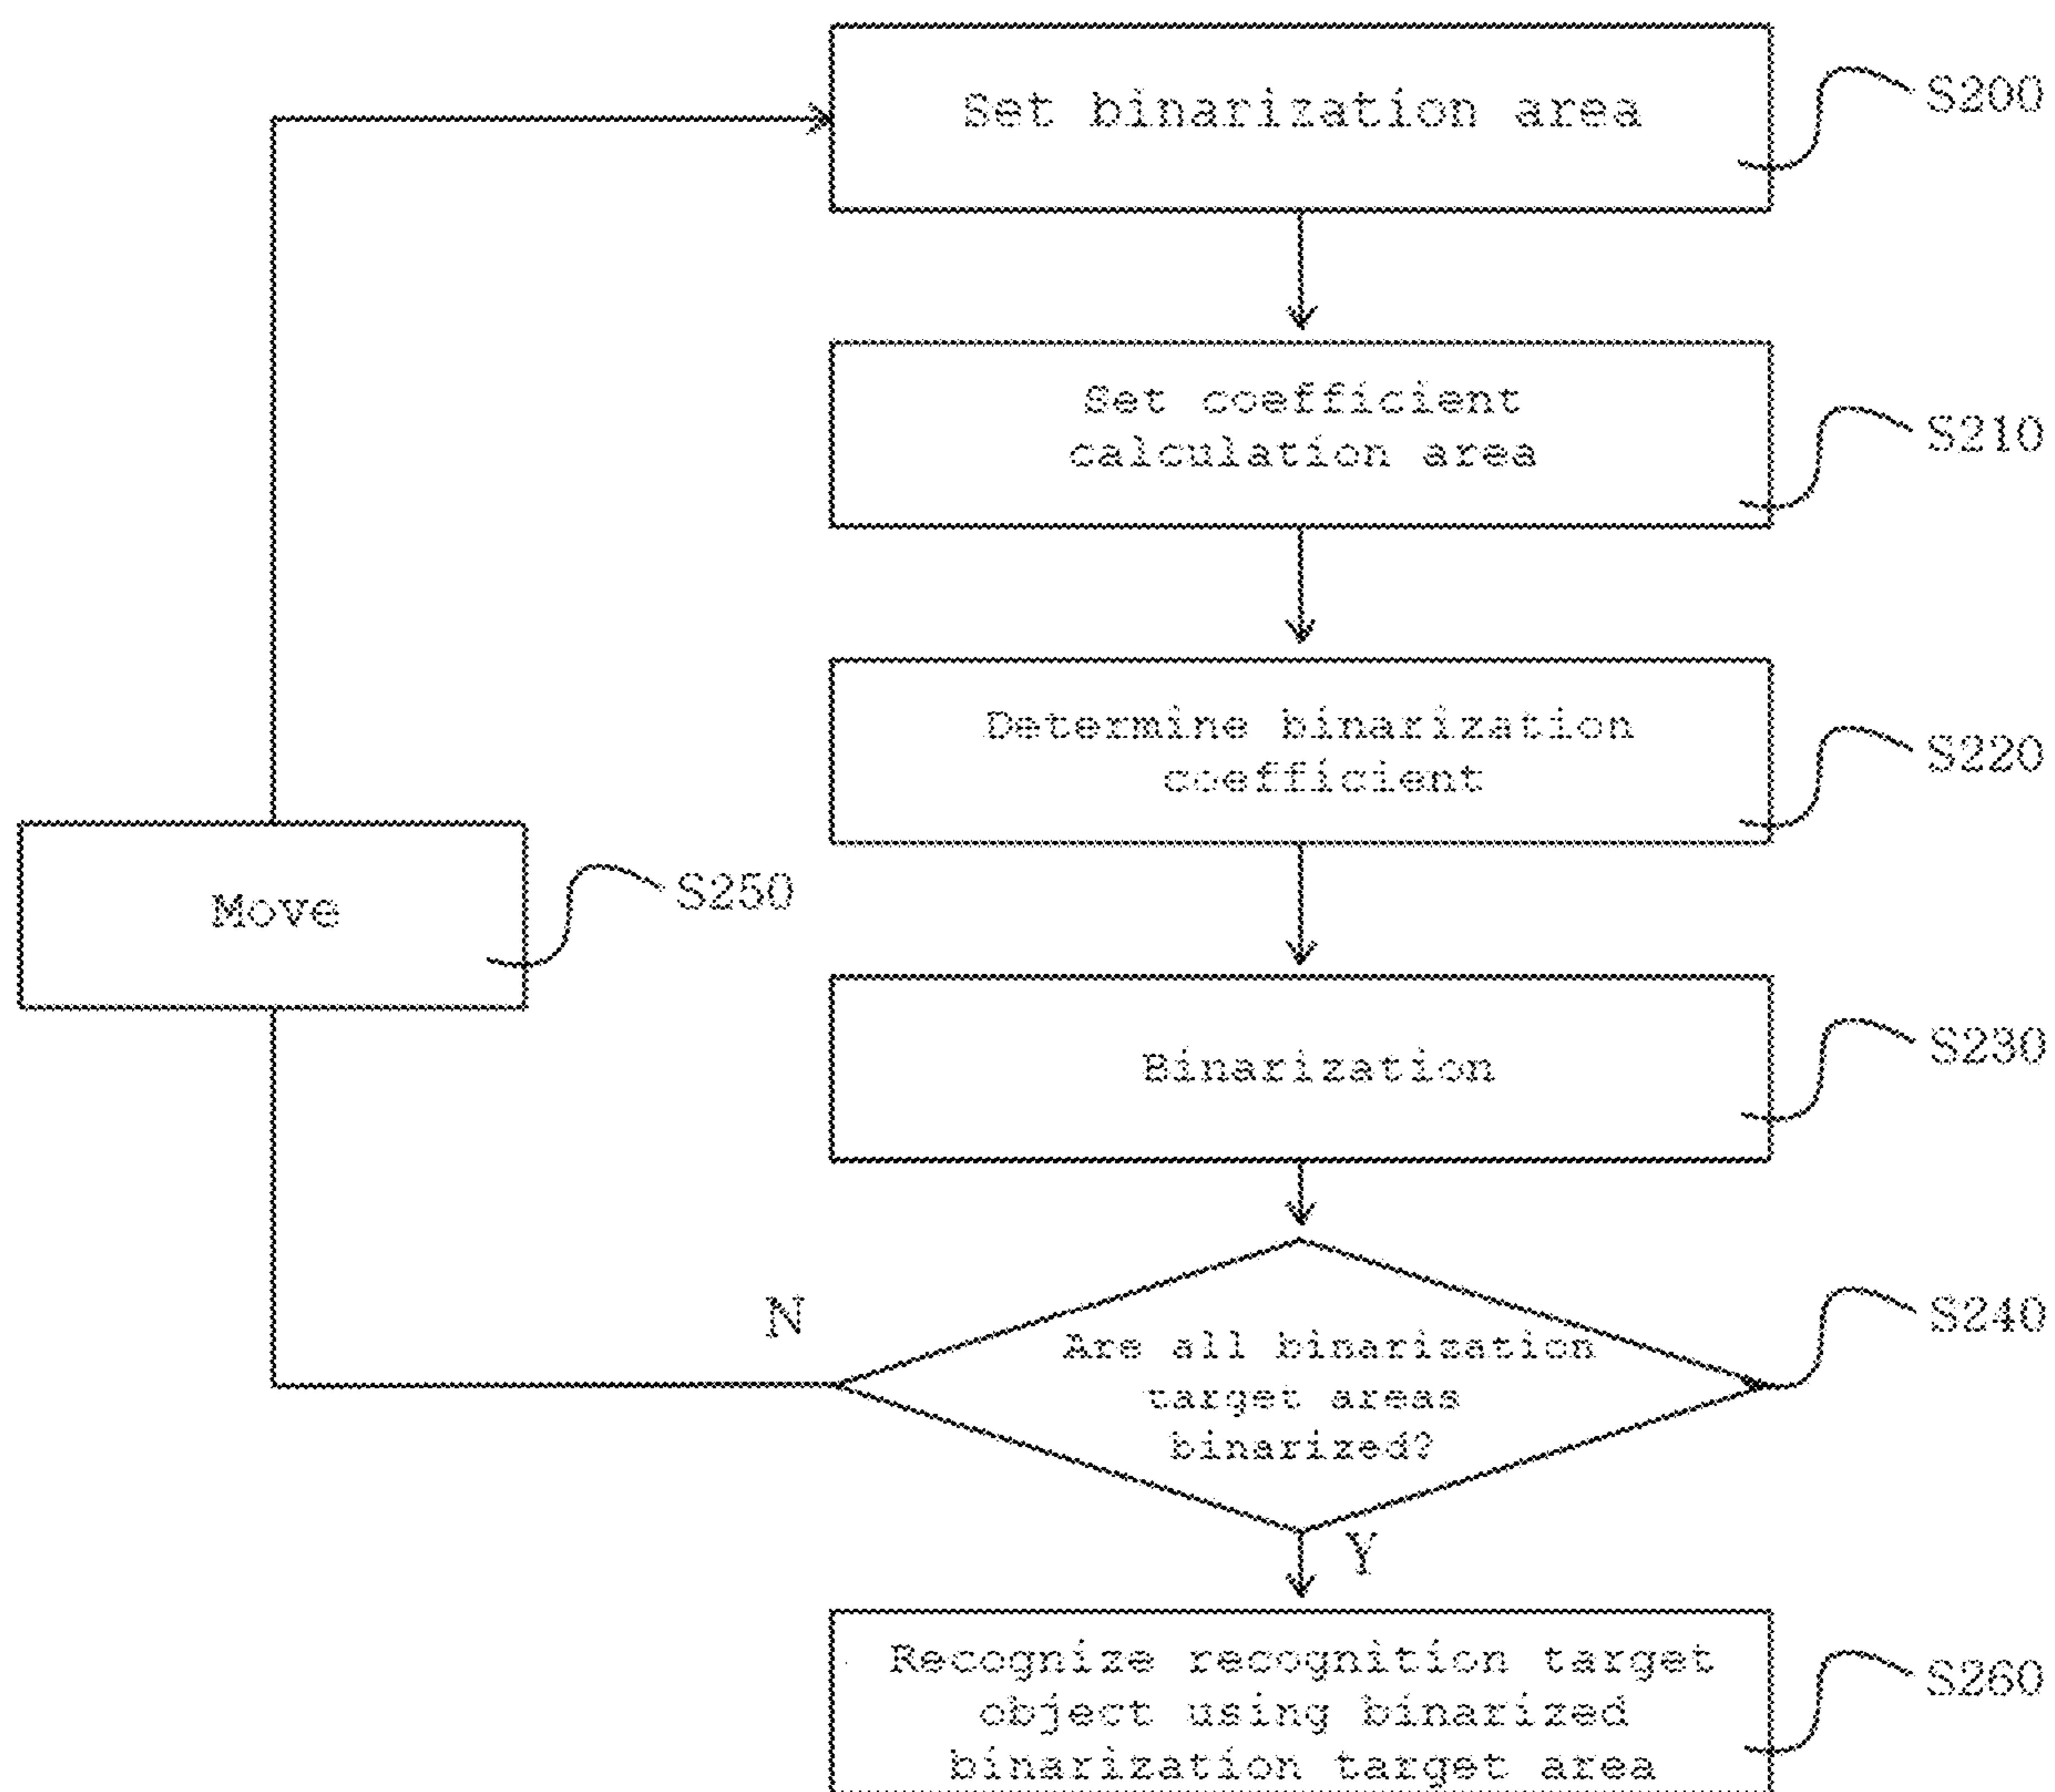 Set binarization area
S200
Set coefficient
calculation area
S210
Determine binarization
coefficient
S220
Move
S250
Binarization
S230
N
Are all binarization
target areas
binarized?
S240
Y
Recognize recognition target
object using binarized
binarization target area
S260